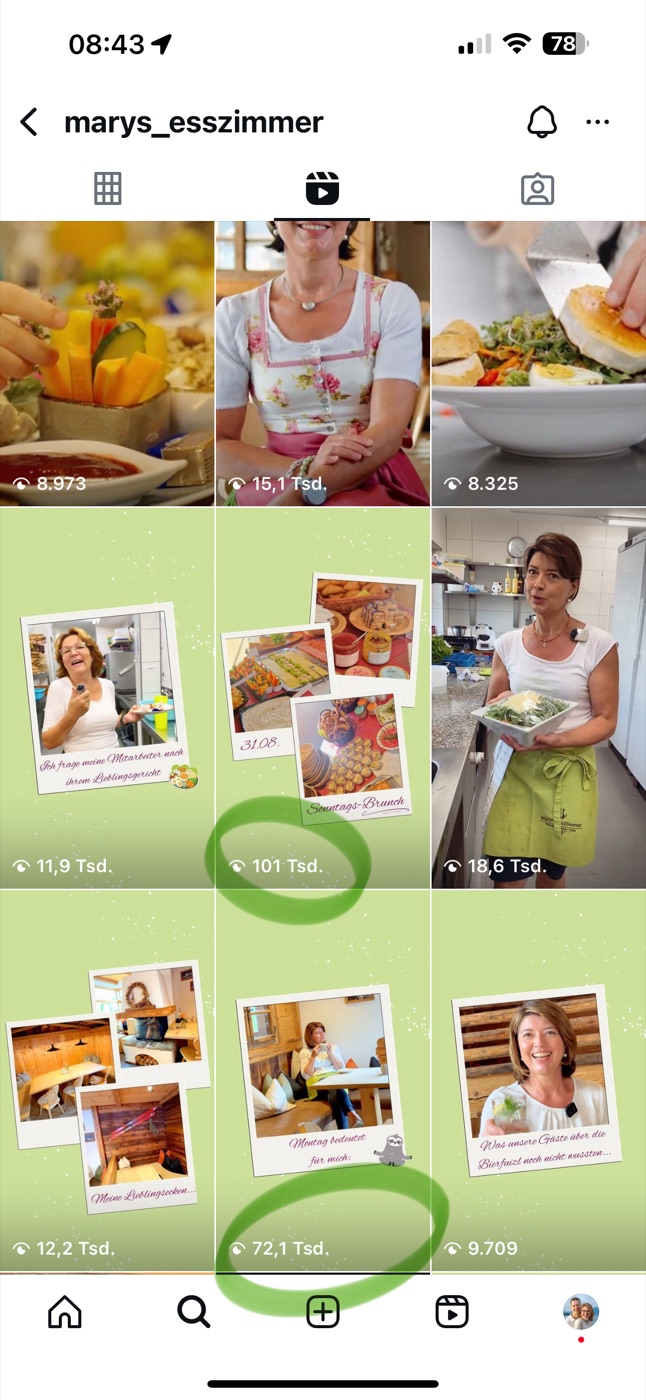 08:43
78
marys_esszimmer
8.973
15,1 Tsd.
8.325
Ich frage meine Mitarbeiter nach
ihrem Lieblingsgericht
11,9 Tsd.
31.08.
Sonntags-Brunch
101 Tsd.
18,6 Tsd.
Meine Lieblingsecken...
12,2 Tsd.
Montag bedeutet
für mich:
72,1 Tsd.
Was unsere Gäste über die
Bierfuizl noch nicht wussten...
9.709